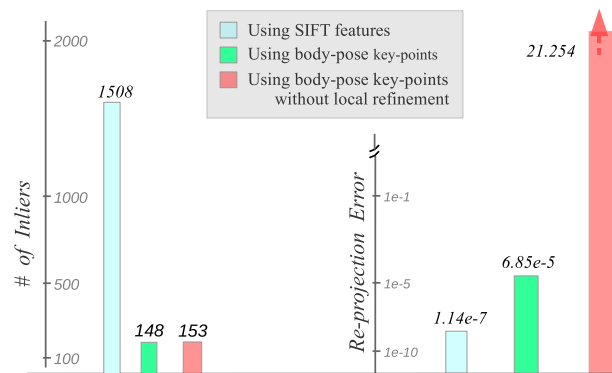 2000
1000
500
100
# of Inliers
1508
148
153
Using SIFT features
Using body-pose key-points
Using body-pose key-points
without local refinement
Re-projection Error
1e-1
1e-5
1e-10
1.14e-7
6.85e-5
21.254